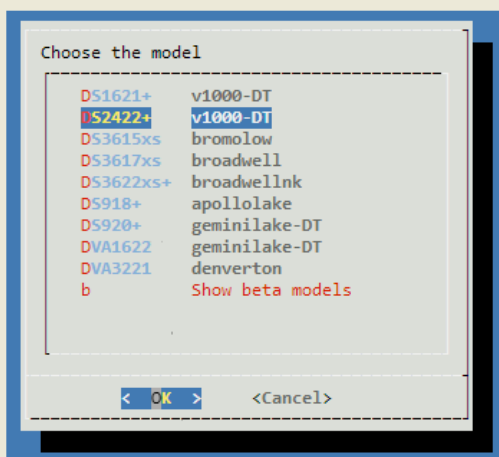 Choose the model
DS1621+ v1000-DT
DS2422+ v1000-DT
DS3615xs bromolow
DS3617xs broadwell
DS3622xs+ broadwellnk
DS918+ apollolake
DS920+ geminilake-DT
DVA1622 geminilake-DT
DVA3221 denverton
b Show beta models
< OK > <Cancel>